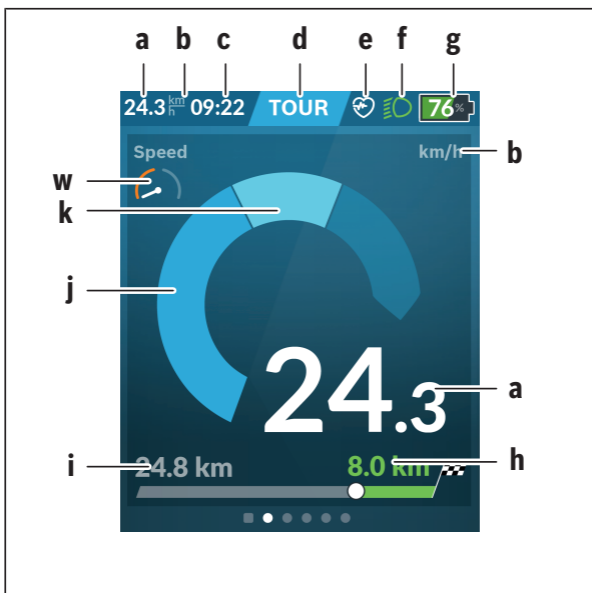 a b c d e f g
24.3 km/h 09:22 TOUR 76%
Speed km/h b
w
k
j
24.3 a
i 24.8 km 8.0 km h